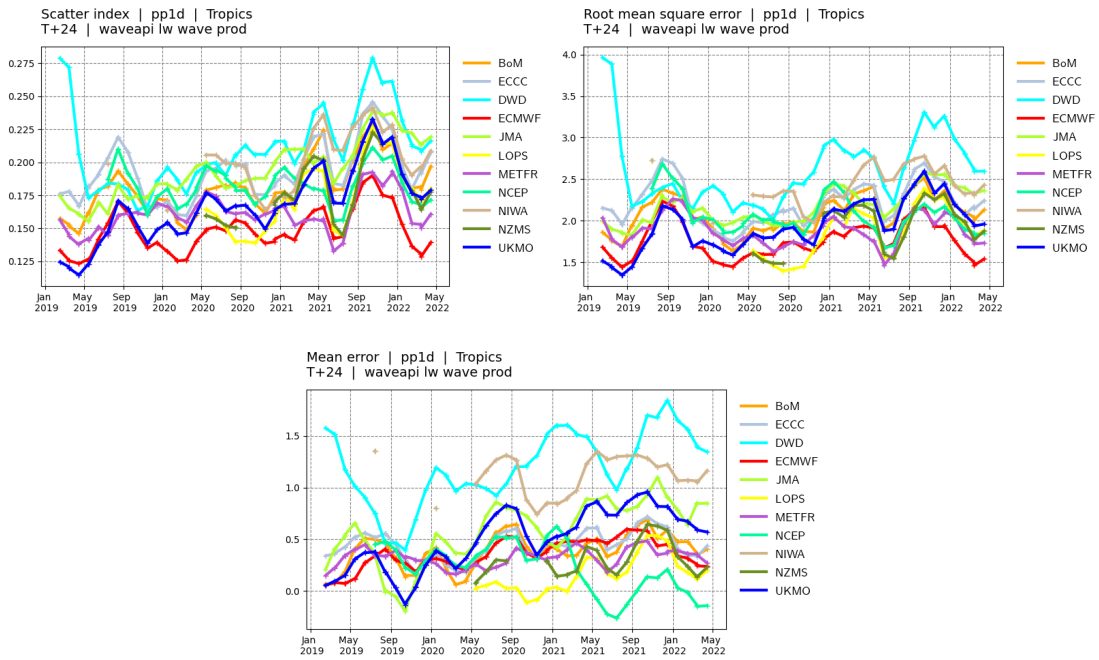 Scatter index | pp1d | Tropics
T+24 | waveapi lw wave prod
0.275
0.250
0.225
0.200
0.175
0.150
0.125
Jan May Sep Jan May Sep Jan May Sep Jan May
2019 2019 2019 2020 2020 2020 2021 2021 2021 2022 2022
BoM
ECCC
DWD
ECMWF
JMA
LOPS
METFR
NCEP
NIWA
NZMS
UKMO
Root mean square error | pp1d | Tropics
T+24 | waveapi lw wave prod
4.0
3.5
3.0
2.5
2.0
1.5
Jan May Sep Jan May Sep Jan May Sep Jan May
2019 2019 2019 2020 2020 2020 2021 2021 2021 2022 2022
BoM
ECCC
DWD
ECMWF
JMA
LOPS
METFR
NCEP
NIWA
NZMS
UKMO
Mean error | pp1d | Tropics
T+24 | waveapi lw wave prod
1.5
1.0
0.5
0.0
Jan May Sep Jan May Sep Jan May Sep Jan May
2019 2019 2019 2020 2020 2020 2021 2021 2021 2022 2022
BoM
ECCC
DWD
ECMWF
JMA
LOPS
METFR
NCEP
NIWA
NZMS
UKMO